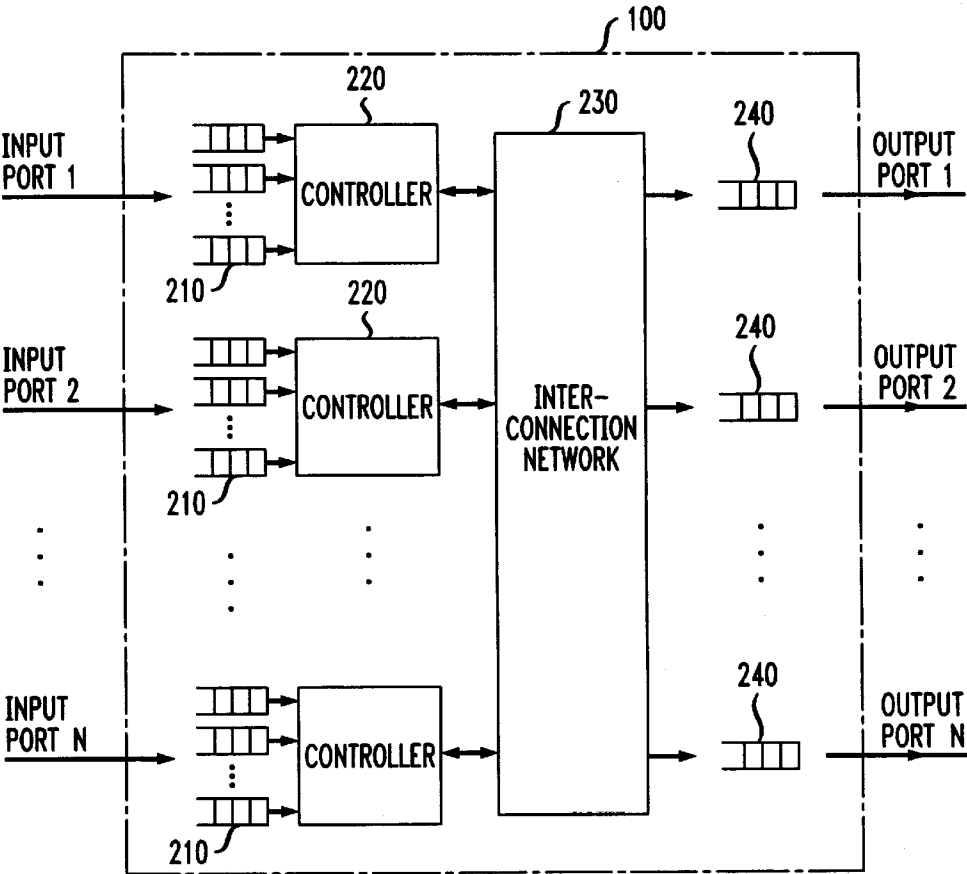 100
220
230
240
INPUT
PORT 1
CONTROLLER
OUTPUT
PORT 1
210
220
240
INPUT
PORT 2
CONTROLLER
INTER-
CONNECTION
NETWORK
OUTPUT
PORT 2
210
240
INPUT
PORT N
CONTROLLER
OUTPUT
PORT N
210